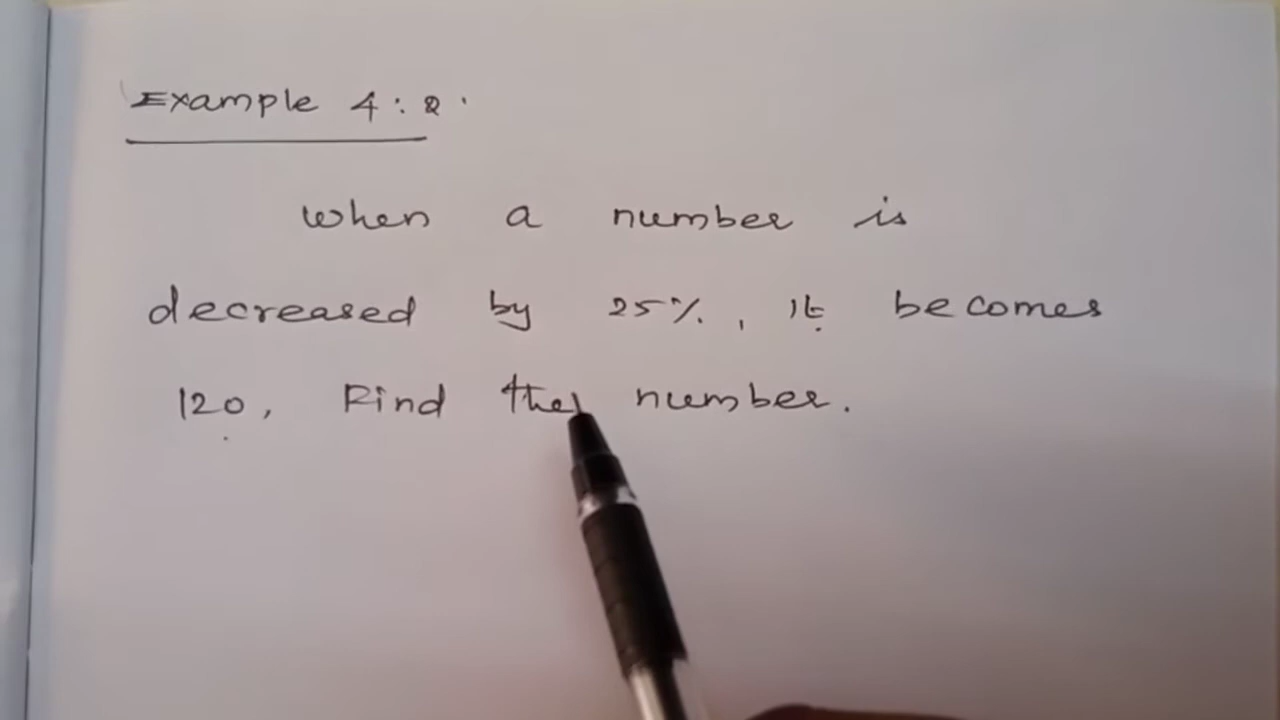 Example 4:2.
When a number is
decreased by 25%, it becomes
120, Find the number.